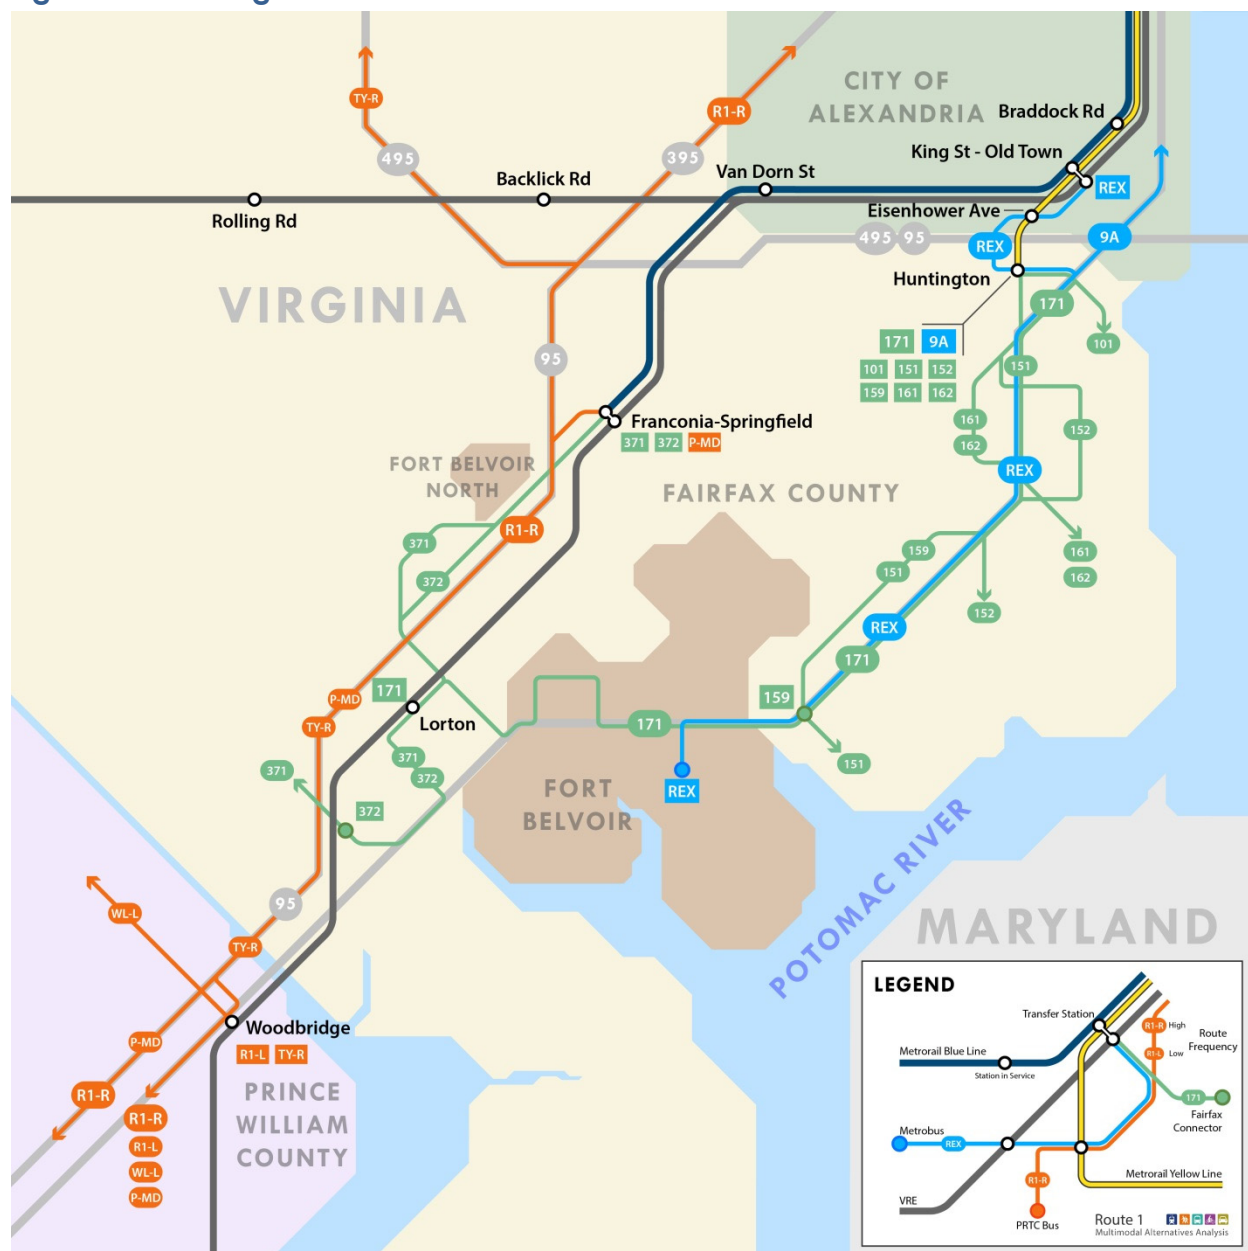 TY-R
R1-R
CITY OF
ALEXANDRIA
Braddock Rd
495
395
King St - Old Town
Van Dorn St
Backlick Rd
REX
Rolling Rd
Eisenhower Ave
REX
9A
495
95
Huntington
VIRGINIA
171
171
9A
101
95
101
151
152
151
159
161
162
Franconia-Springfield
371
372
P-MD
161
152
162
FORT BELVOIR
NORTH
FAIRFAX COUNTY
REX
R1-R
371
159
161
372
151
162
152
REX
171
171
P-MD
159
Lorton
TY-R
171
371
371
372
151
REX
372
FORT
BELVOIR
POTOMAC RIVER
95
WL-L
TY-R
MARYLAND
Woodbridge
R1-L
TY-R
P-MD
R1-R
R1-R
R1-L
WL-L
P-MD
PRINCE
WILLIAM
COUNTY
LEGEND
Transfer Station
R1-R
High
Route
Frequency
R1-L
Low
Metrorail Blue Line
Station in Service
171
Fairfax
Connector
Metrobus
REX
Metrorail Yellow Line
R1-R
VRE
PRTC Bus
Route 1
Multimodal Alternatives Analysis